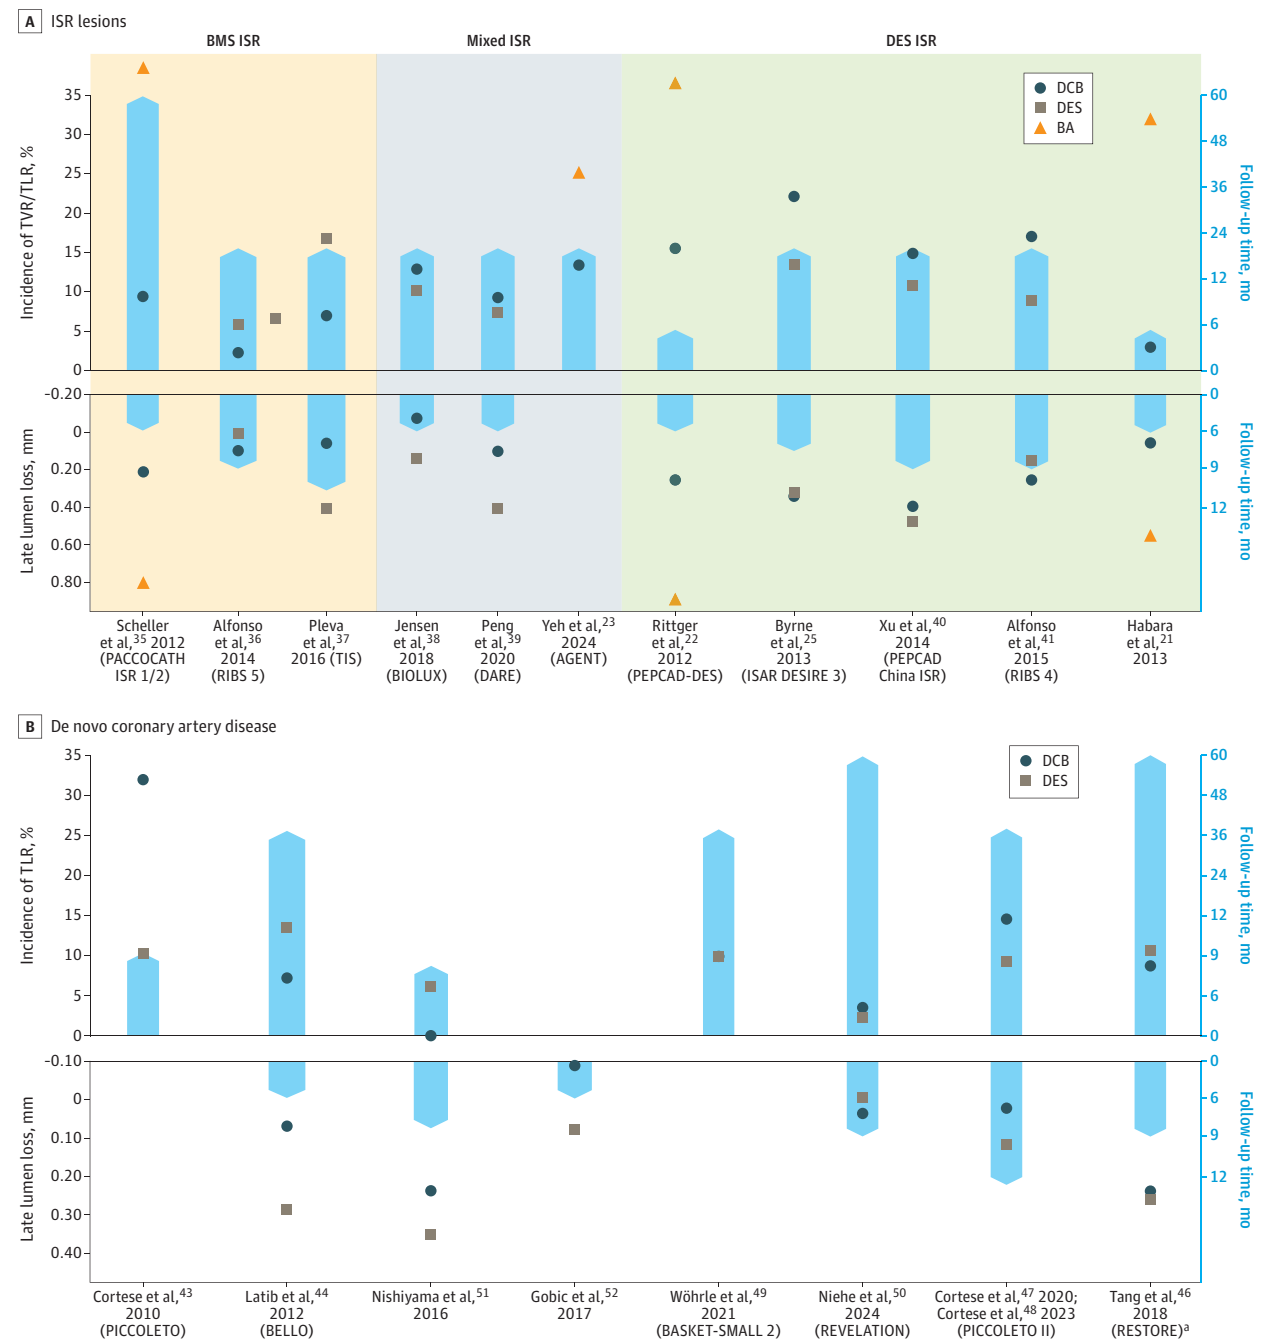 A ISR lesions
BMS ISR
Mixed ISR
DES ISR
DCB
DES
BA
Incidence of TVR/TLR, %
35
30
25
20
15
10
5
0
Follow-up time, mo
60
48
36
24
12
6
0
Late lumen loss, mm
-0.20
0
0.20
0.40
0.60
0.80
Follow-up time, mo
0
6
9
12
Scheller
et al,35 2012
(PACCOCATH
ISR 1/2)
Alfonso
et al,36
2014
(RIBS 5)
Pleva
et al,37
2016 (TIS)
Jensen
et al,38
2018
(BIOLUX)
Peng
et al,39
2020
(DARE)
Yeh et al,23
2024
(AGENT)
Rittger
et al,22
2012
(PEPCAD-DES)
Byrne
et al,25
2013
(ISAR DESIRE 3)
Xu et al,40
2014
(PEPCAD
China ISR)
Alfonso
et al,41
2015
(RIBS 4)
Habara
et al,21
2013
B De novo coronary artery disease
DCB
DES
Incidence of TLR, %
35
30
25
20
15
10
5
0
Follow-up time, mo
60
48
36
24
12
9
6
0
Late lumen loss, mm
-0.10
0
0.10
0.20
0.30
0.40
Follow-up time, mo
0
6
9
12
Cortese et al,43
2010
(PICCOLETO)
Latib et al,44
2012
(BELLO)
Nishiyama et al,51
2016
Gobic et al,52
2017
Wöhrle et al,49
2021
(BASKET-SMALL 2)
Niehe et al,50
2024
(REVELATION)
Cortese et al,47 2020;
Cortese et al,48 2023
(PICCOLETO II)
Tang et al,46
2018
(RESTORE)a